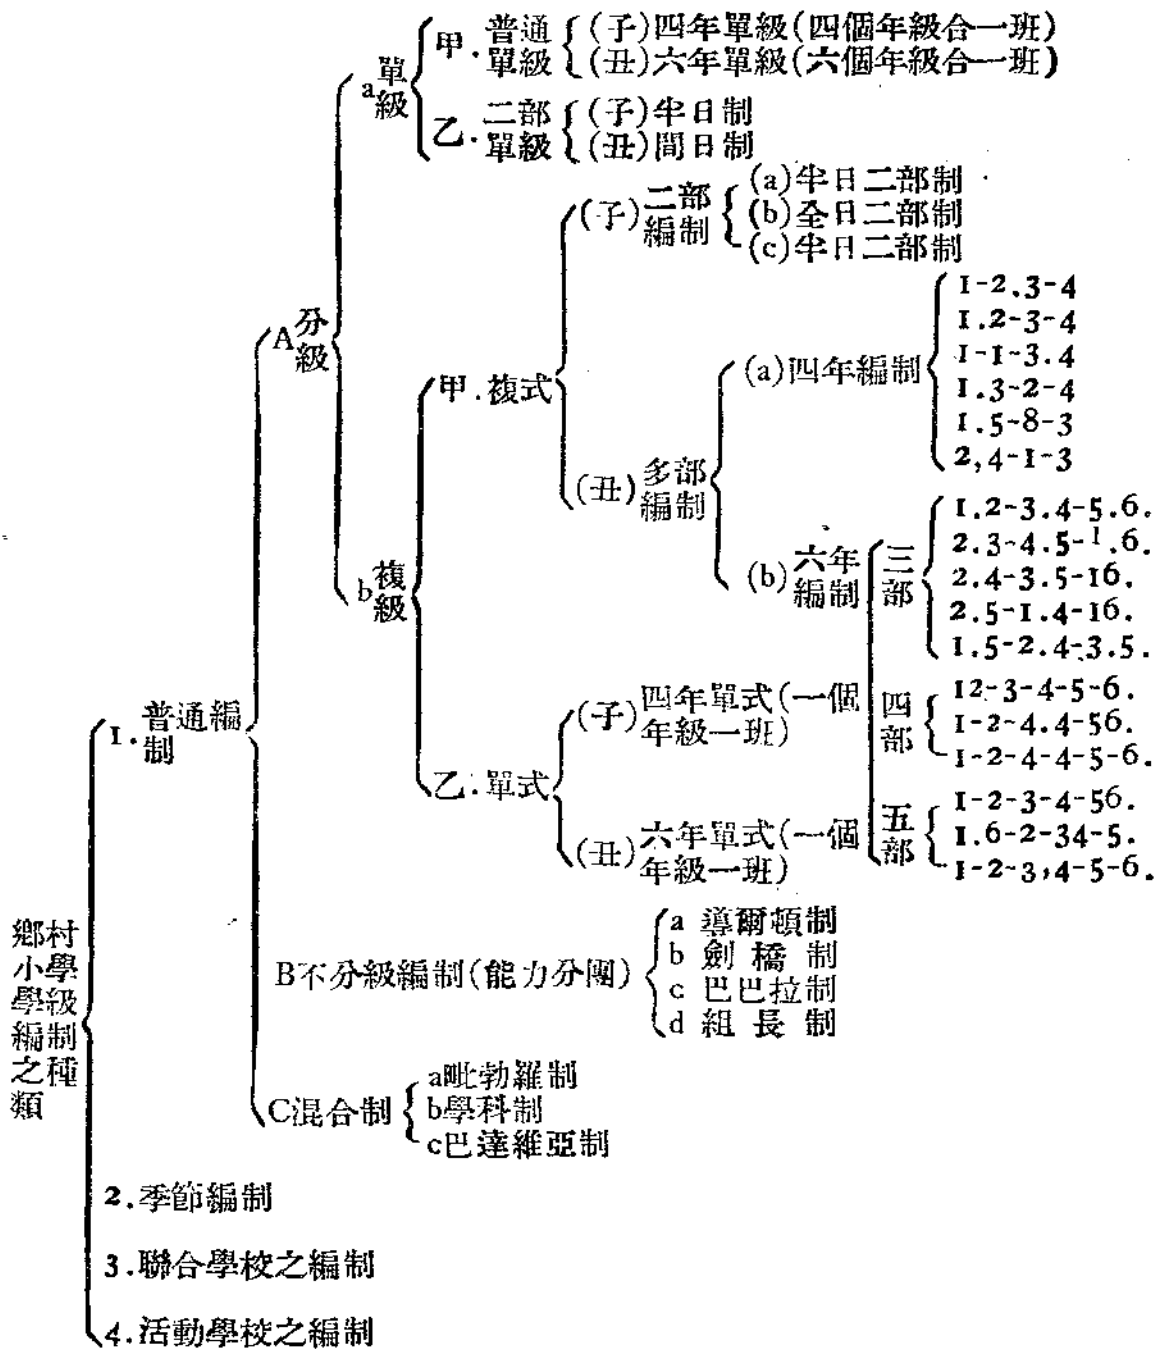 鄉村小學學級編制之種類
1.普通編制
A分級
a單級
甲.普通單級
(子)四年單級(四個年級合一班)
(丑)六年單級(六個年級合一班)
乙.二部單級
(子)半日制
(丑)間日制
b複級
甲.複式
(子)二部編制
(a)半日二部制
(b)全日二部制
(c)半日二部制
(丑)多部編制
(a)四年編制
1-2.3-4
1.2-3-4
1-1-3.4
1.3-2-4
1.5-8-3
2,4-1-3
(b)六年編制
三部
1.2-3.4-5.6.
2.3-4.5-1.6.
2.4-3.5-16.
2.5-1.4-16.
1.5-2.4-3.5.
四部
12-3-4-5-6.
1-2-4.4-56.
1-2-4-4-5-6.
五部
1-2-3-4-56.
1.6-2-34-5.
1-2-3,4-5-6.
乙.單式
(子)四年單式(一個年級一班)
(丑)六年單式(一個年級一班)
B不分級編制(能力分團)
a 導爾頓制
b 劍橋制
c 巴巴拉制
d 組長制
C混合制
a毗勃羅制
b學科制
c巴達維亞制
2.季節編制
3.聯合學校之編制
4.活動學校之編制